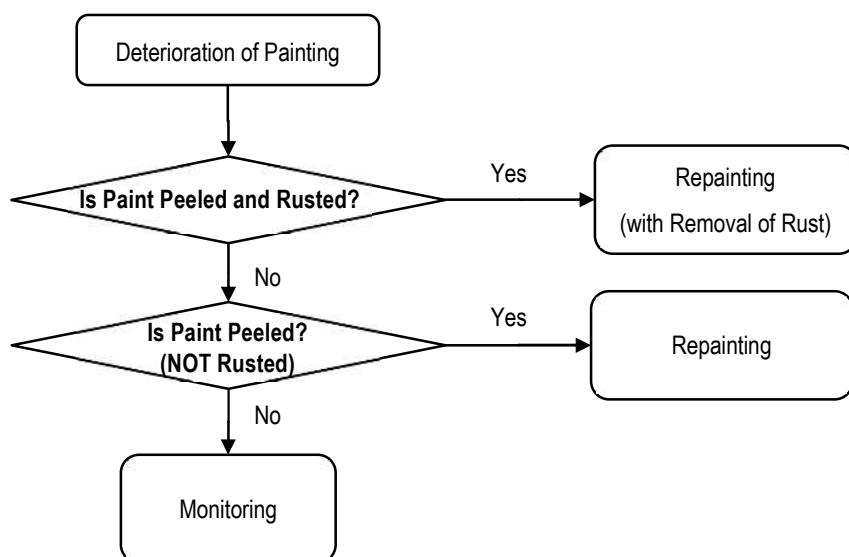 Deterioration of Painting
Is Paint Peeled and Rusted?
Yes
Repainting
(with Removal of Rust)
No
Is Paint Peeled?
(NOT Rusted)
Yes
Repainting
No
Monitoring